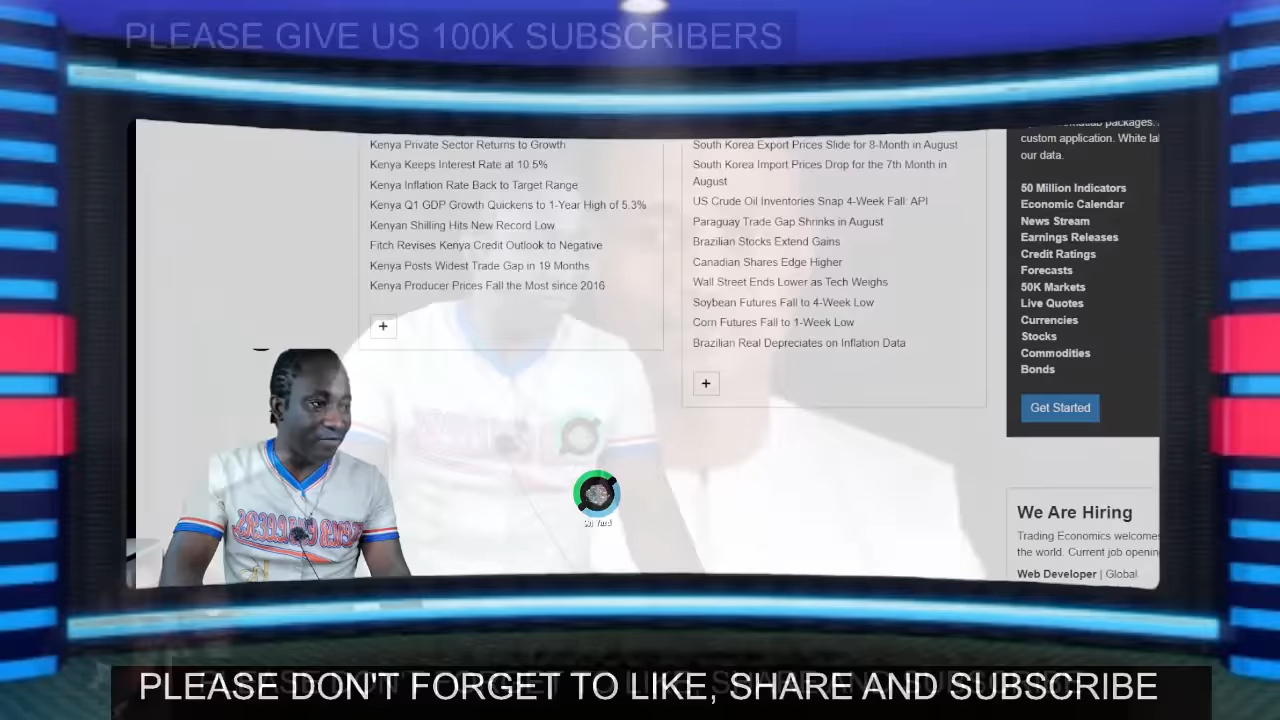 PLEASE GIVE US 100K SUBSCRIBERS
Kenya Private Sector Returns to Growth
Kenya Keeps Interest Rate at 10.5%
Kenya Inflation Rate Back to Target Range
Kenya Q1 GDP Growth Quickens to 1-Year High of 5.3%
Kenyan Shilling Hits New Record Low
Fitch Revises Kenya Credit Outlook to Negative
Kenya Posts Widest Trade Gap in 19 Months
Kenya Producer Prices Fall the Most since 2016
+
South Korea Export Prices Slide for 8-Month in August
South Korea Import Prices Drop for the 7th Month in
August
US Crude Oil Inventories Snap 4-Week Fall: API
Paraguay Trade Gap Shrinks in August
Brazilian Stocks Extend Gains
Canadian Shares Edge Higher
Wall Street Ends Lower as Tech Weighs
Soybean Futures Fall to 4-Week Low
Corn Futures Fall to 1-Week Low
Brazilian Real Depreciates on Inflation Data
+
packages.
custom application. White lal
our data.
50 Million Indicators
Economic Calendar
News Stream
Earnings Releases
Credit Ratings
Forecasts
50K Markets
Live Quotes
Currencies
Stocks
Commodities
Bonds
Get Started
We Are Hiring
Trading Economics welcomes
the world. Current job openin
Web Developer | Global
PLEASE DON'T FORGET TO LIKE, SHARE AND SUBSCRIBE